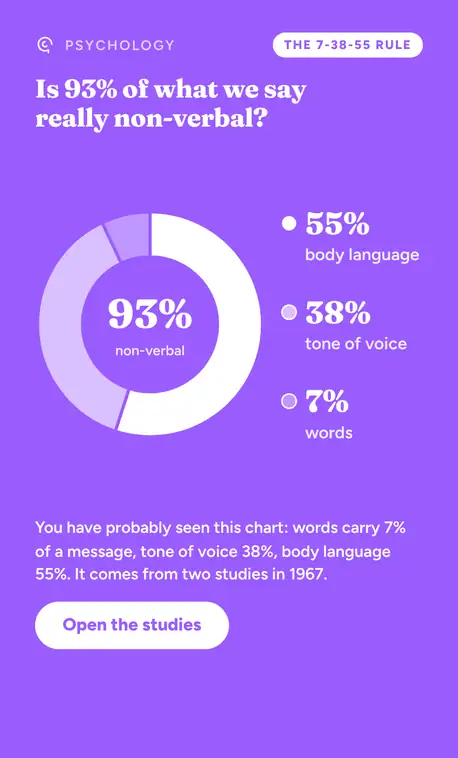 PSYCHOLOGY
THE 7-38-55 RULE
Is 93% of what we say
really non-verbal?
93%
non-verbal
55%
body language
38%
tone of voice
7%
words
You have probably seen this chart: words carry 7%
of a message, tone of voice 38%, body language
55%. It comes from two studies in 1967.
Open the studies